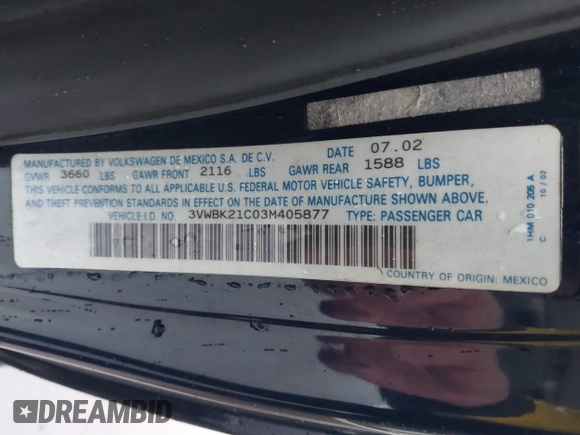 MANUFACTURED BY VOLKSWAGEN DE MEXICO S.A. DE C.V. DATE 07.02
GVWR 3660 LBS GAWR FRONT 2116 LBS GAWR REAR 1588 LBS
THIS VEHICLE CONFORMS TO ALL APPLICABLE U.S. FEDERAL MOTOR VEHICLE SAFETY, BUMPER,
AND THEFT PREVENTION STANDARDS IN EFFECT ON THE DATE OF MANUFACTURE SHOWN ABOVE.
VEHICLE I.D. NO. 3VWBK21C03M405877 TYPE: PASSENGER CAR
COUNTRY OF ORIGIN: MEXICO
1HM 010 205 A
C. 10/02
DREAMBID